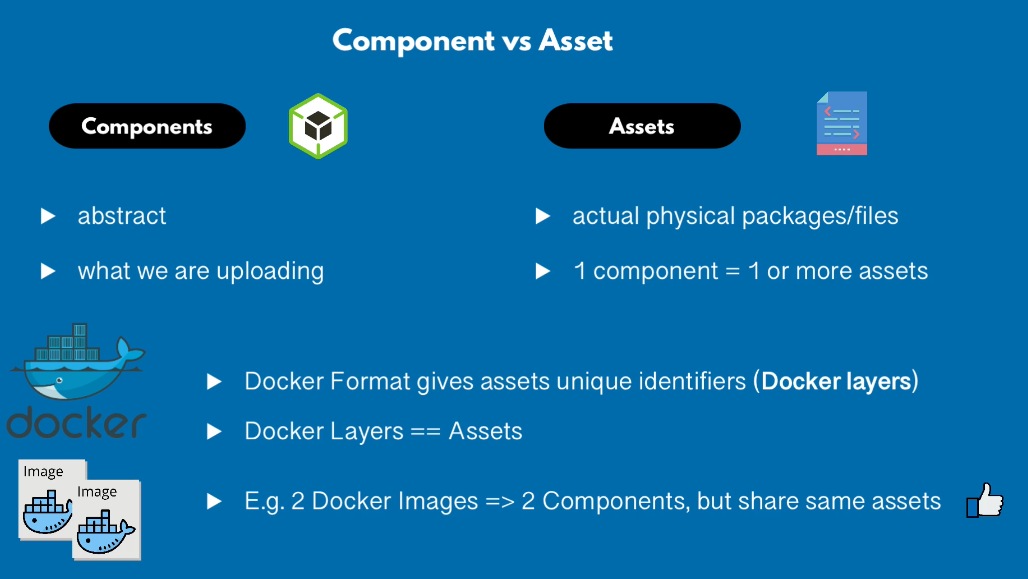 Component vs Asset
Components
Assets
abstract
what we are uploading
actual physical packages/files
1 component = 1 or more assets
docker
Docker Format gives assets unique identifiers (Docker layers)
Docker Layers == Assets
Image
Image
E.g. 2 Docker Images => 2 Components, but share same assets